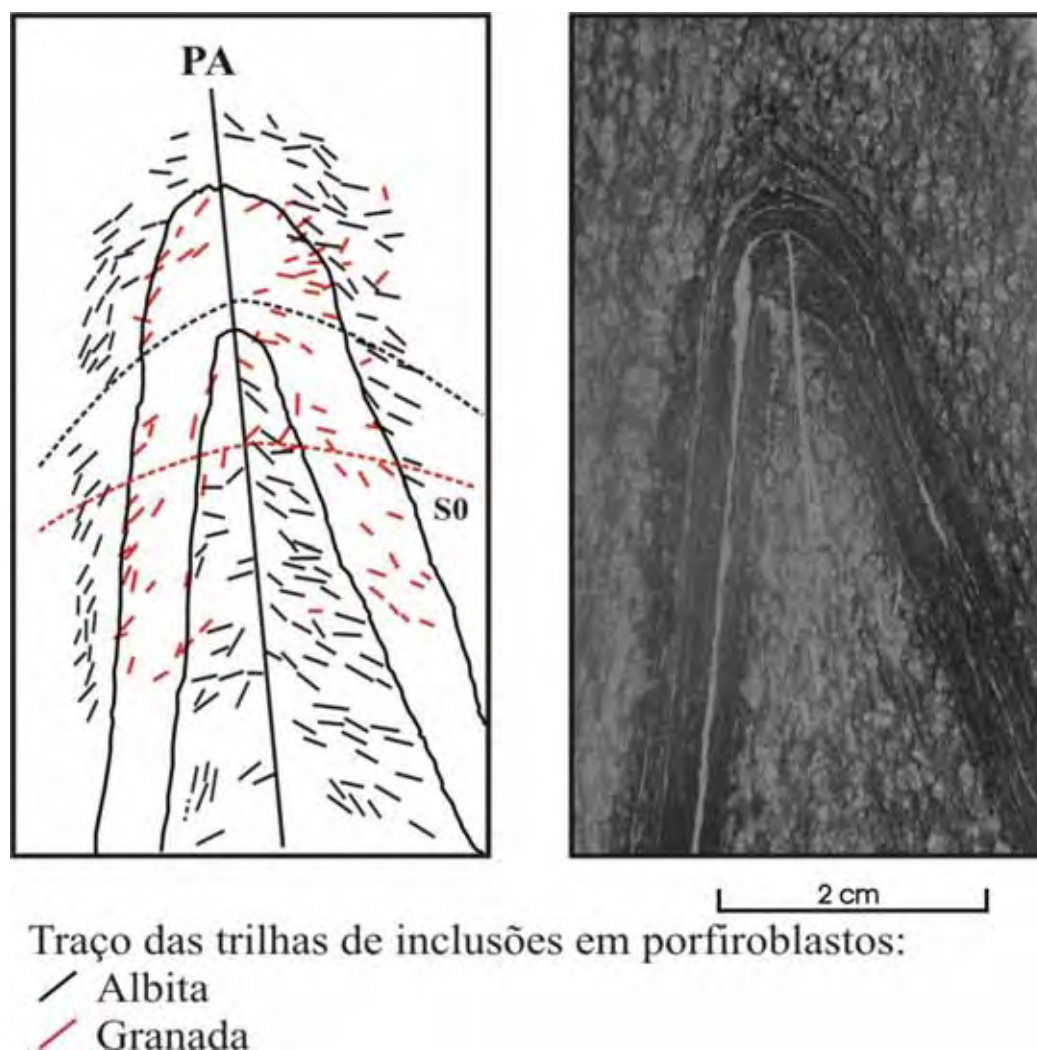 PA
S0
2 cm
Traço das trilhas de inclusões em porfiroblastos:
Albita
Granada